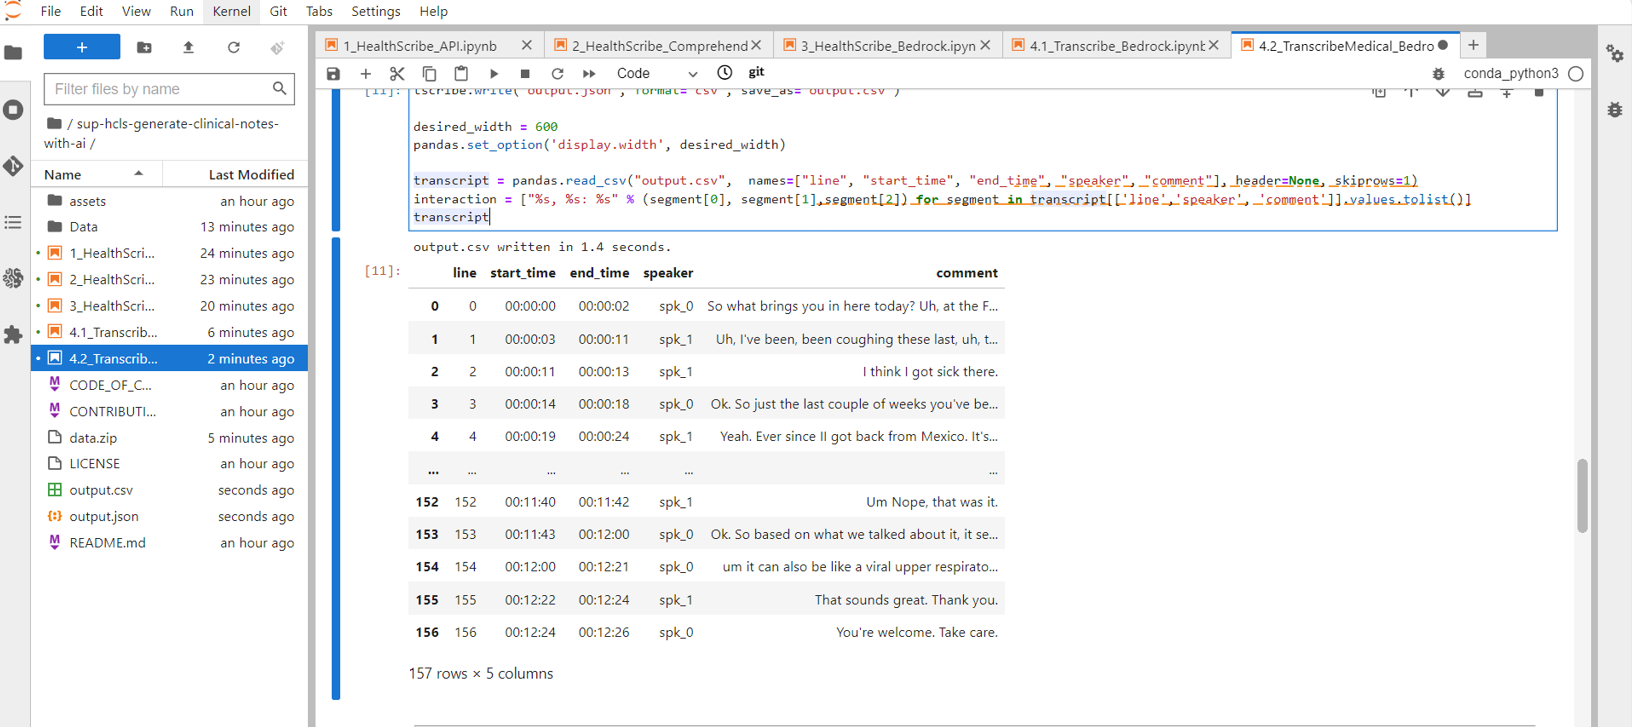 File Edit View Run Kernel Git Tabs Settings Help
1_HealthScribe_API.ipynb
2_HealthScribe_Comprehend
3_HealthScribe_Bedrock.ipyn
4.1_Transcribe_Bedrock.ipynb
4.2_TranscribeMedical_Bedro
Code
git
conda_python3
Filter files by name
/ sup-hcls-generate-clinical-notes-
with-ai /
Name Last Modified
assets an hour ago
Data 13 minutes ago
1_HealthScri... 24 minutes ago
2_HealthScri... 23 minutes ago
3_HealthScri... 20 minutes ago
4.1_Transcrib... 6 minutes ago
4.2_Transcrib... 2 minutes ago
CODE_OF_C... an hour ago
CONTRIBUTI... an hour ago
data.zip 5 minutes ago
LICENSE an hour ago
output.csv seconds ago
output.json seconds ago
README.md an hour ago
[11]: tscribe.write("output.json", format="csv", save_as="output.csv")
desired_width = 600
pandas.set_option('display.width', desired_width)
transcript = pandas.read_csv("output.csv", names=["line", "start_time", "end_time", "speaker", "comment"], header=None, skiprows=1)
interaction = ["%s, %s: %s" % (segment[0], segment[1],segment[2]) for segment in transcript[['line','speaker', 'comment']].values.tolist()]
transcript
output.csv written in 1.4 seconds.
[11]: line start_time end_time speaker comment
0 0 00:00:00 00:00:02 spk_0 So what brings you in here today? Uh, at the F...
1 1 00:00:03 00:00:11 spk_1 Uh, I've been, been coughing these last, uh, t...
2 2 00:00:11 00:00:13 spk_1 I think I got sick there.
3 3 00:00:14 00:00:18 spk_0 Ok. So just the last couple of weeks you've be...
4 4 00:00:19 00:00:24 spk_1 Yeah. Ever since II got back from Mexico. It's...
... ... ... ... ... ...
152 152 00:11:40 00:11:42 spk_1 Um Nope, that was it.
153 153 00:11:43 00:12:00 spk_0 Ok. So based on what we talked about it, it se...
154 154 00:12:00 00:12:21 spk_0 um it can also be like a viral upper respirato...
155 155 00:12:22 00:12:24 spk_1 That sounds great. Thank you.
156 156 00:12:24 00:12:26 spk_0 You're welcome. Take care.
157 rows × 5 columns